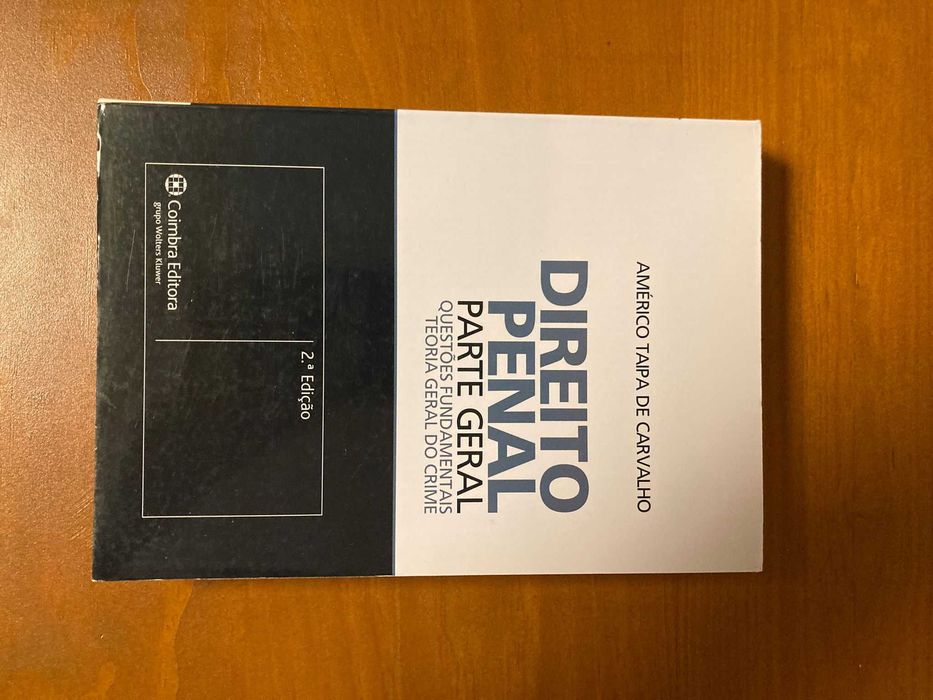 AMÉRICO TAIPA DE CARVALHO
DIREITO
PENAL
PARTE GERAL
QUESTÕES FUNDAMENTAIS
TEORIA GERAL DO CRIME
2.ª Edição
Coimbra Editora
grupo Wolters Kluwer